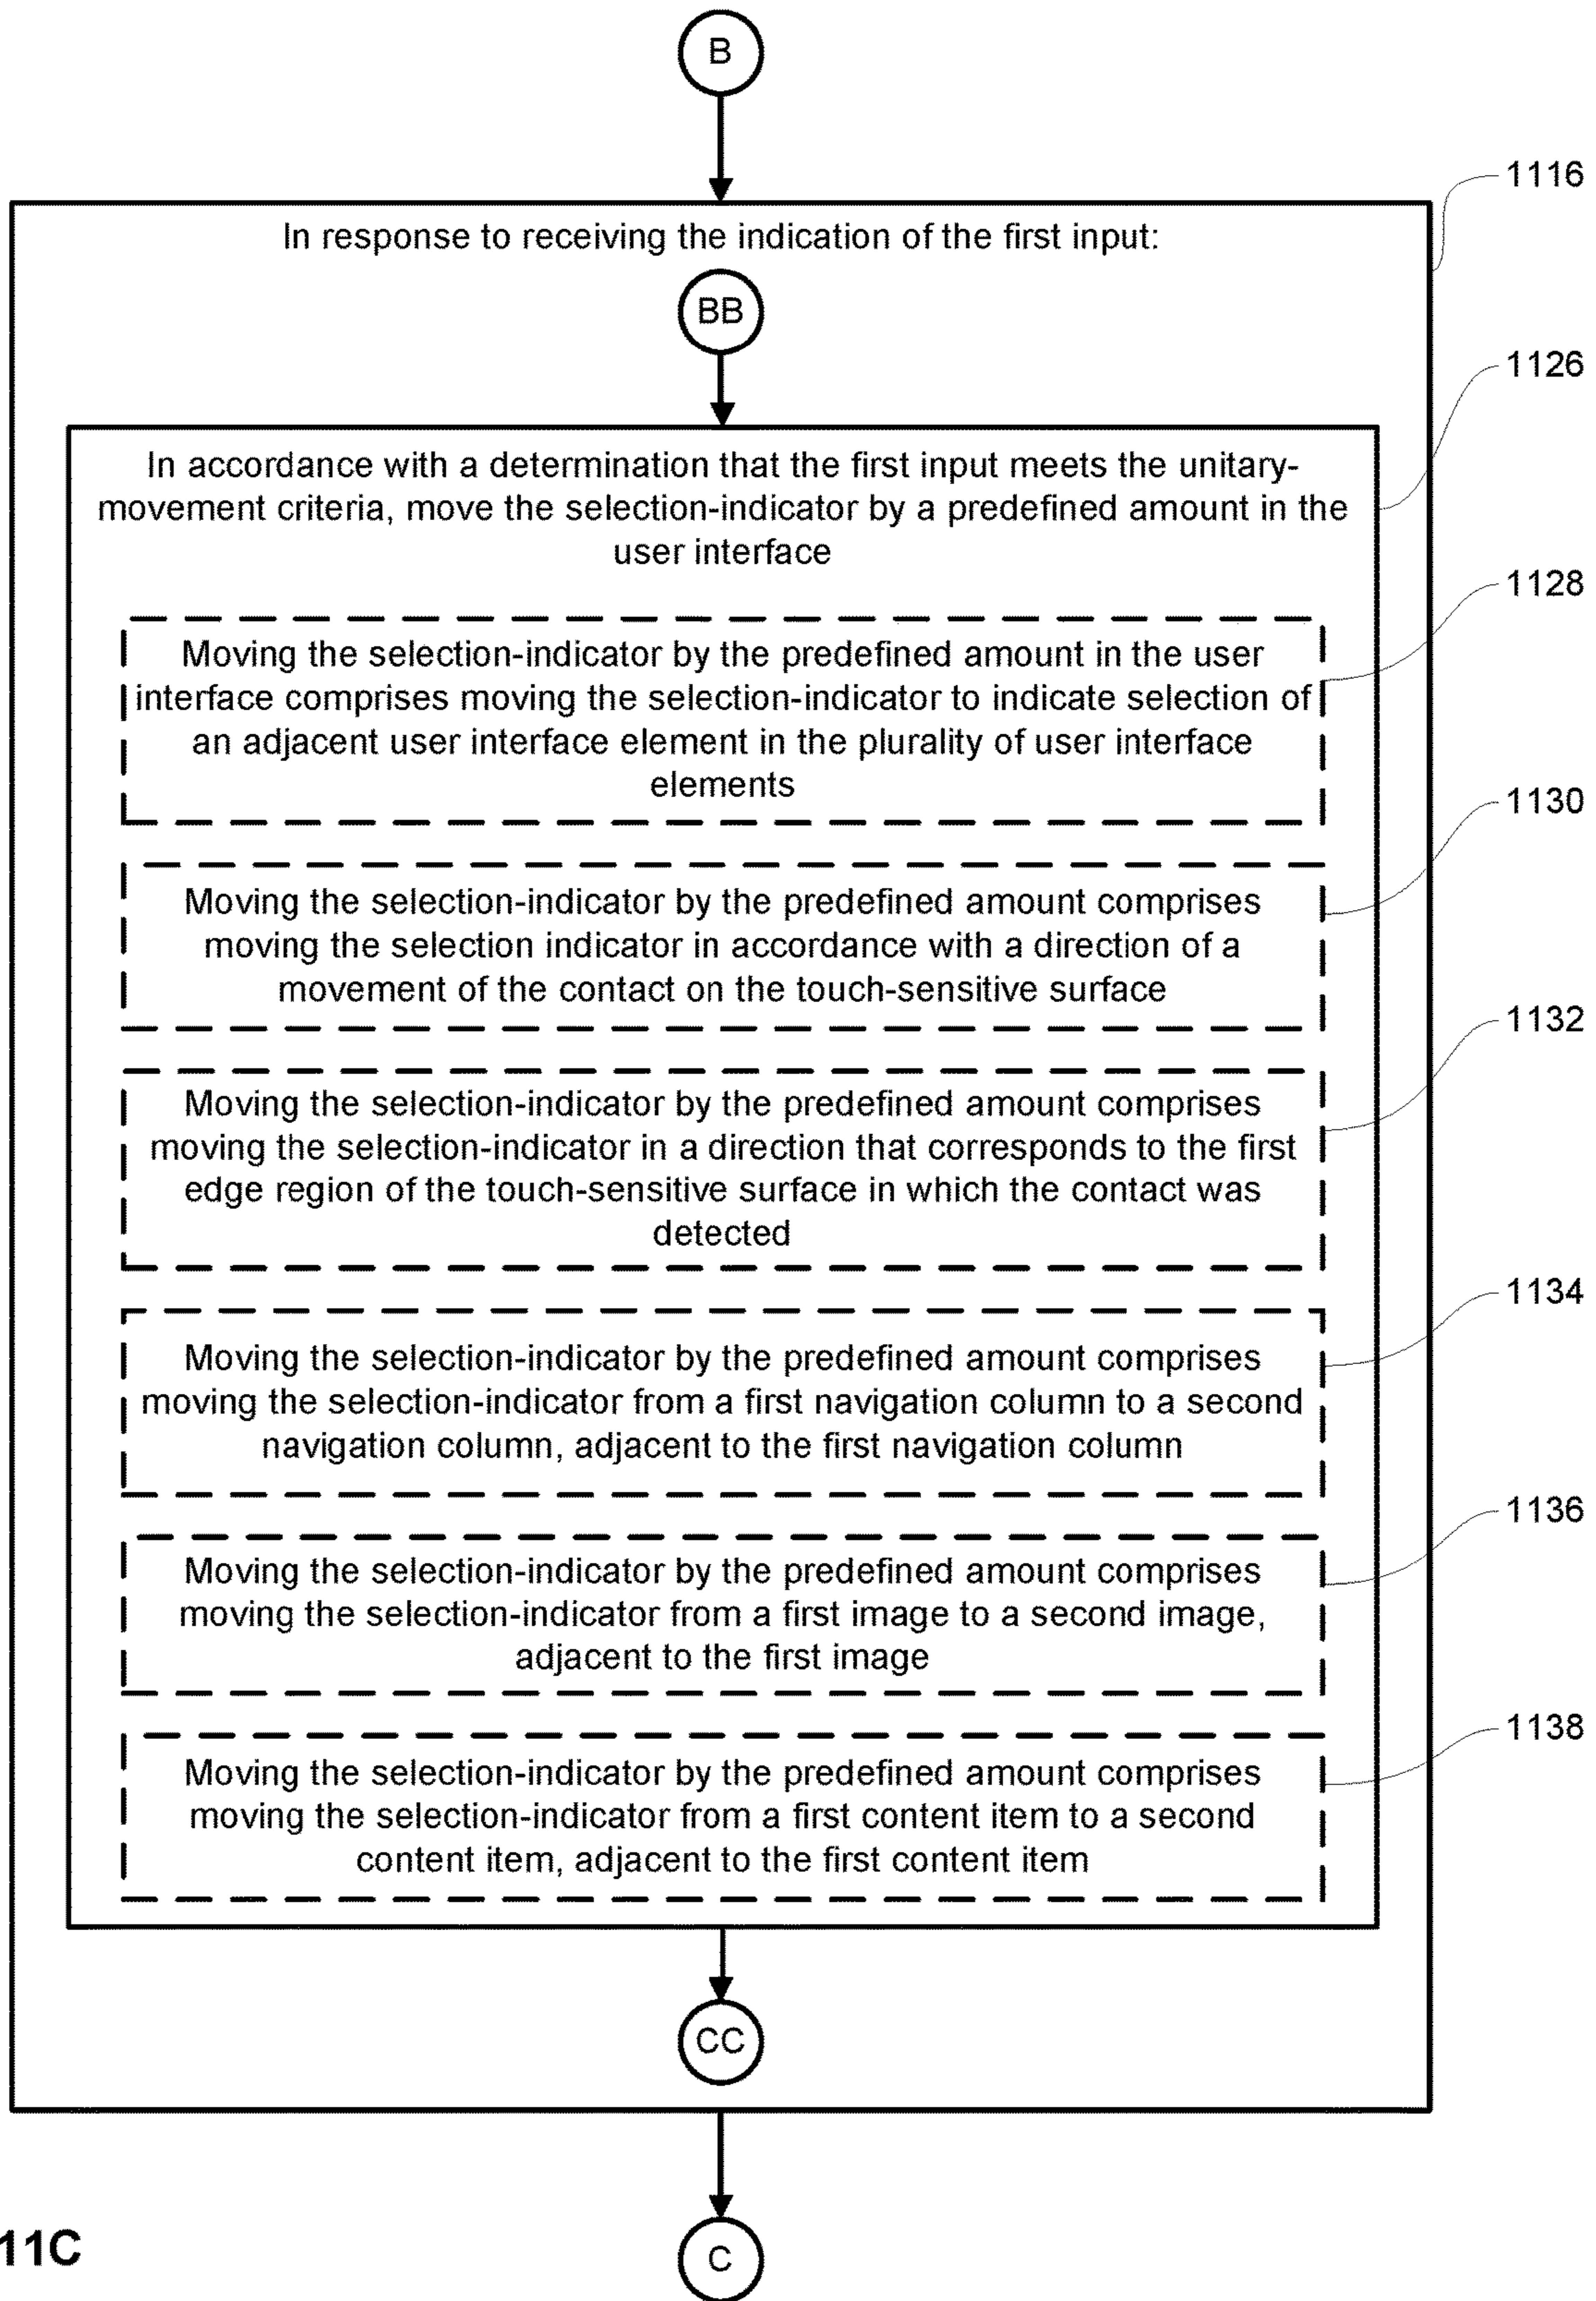 B
1116
In response to receiving the indication of the first input:
BB
1126
In accordance with a determination that the first input meets the unitary-
movement criteria, move the selection-indicator by a predefined amount in the
user interface
1128
Moving the selection-indicator by the predefined amount in the user
interface comprises moving the selection-indicator to indicate selection of
an adjacent user interface element in the plurality of user interface
elements
1130
Moving the selection-indicator by the predefined amount comprises
moving the selection indicator in accordance with a direction of a
movement of the contact on the touch-sensitive surface
1132
Moving the selection-indicator by the predefined amount comprises
moving the selection-indicator in a direction that corresponds to the first
edge region of the touch-sensitive surface in which the contact was
detected
1134
Moving the selection-indicator by the predefined amount comprises
moving the selection-indicator from a first navigation column to a second
navigation column, adjacent to the first navigation column
1136
Moving the selection-indicator by the predefined amount comprises
moving the selection-indicator from a first image to a second image,
adjacent to the first image
1138
Moving the selection-indicator by the predefined amount comprises
moving the selection-indicator from a first content item to a second
content item, adjacent to the first content item
CC
11C
C